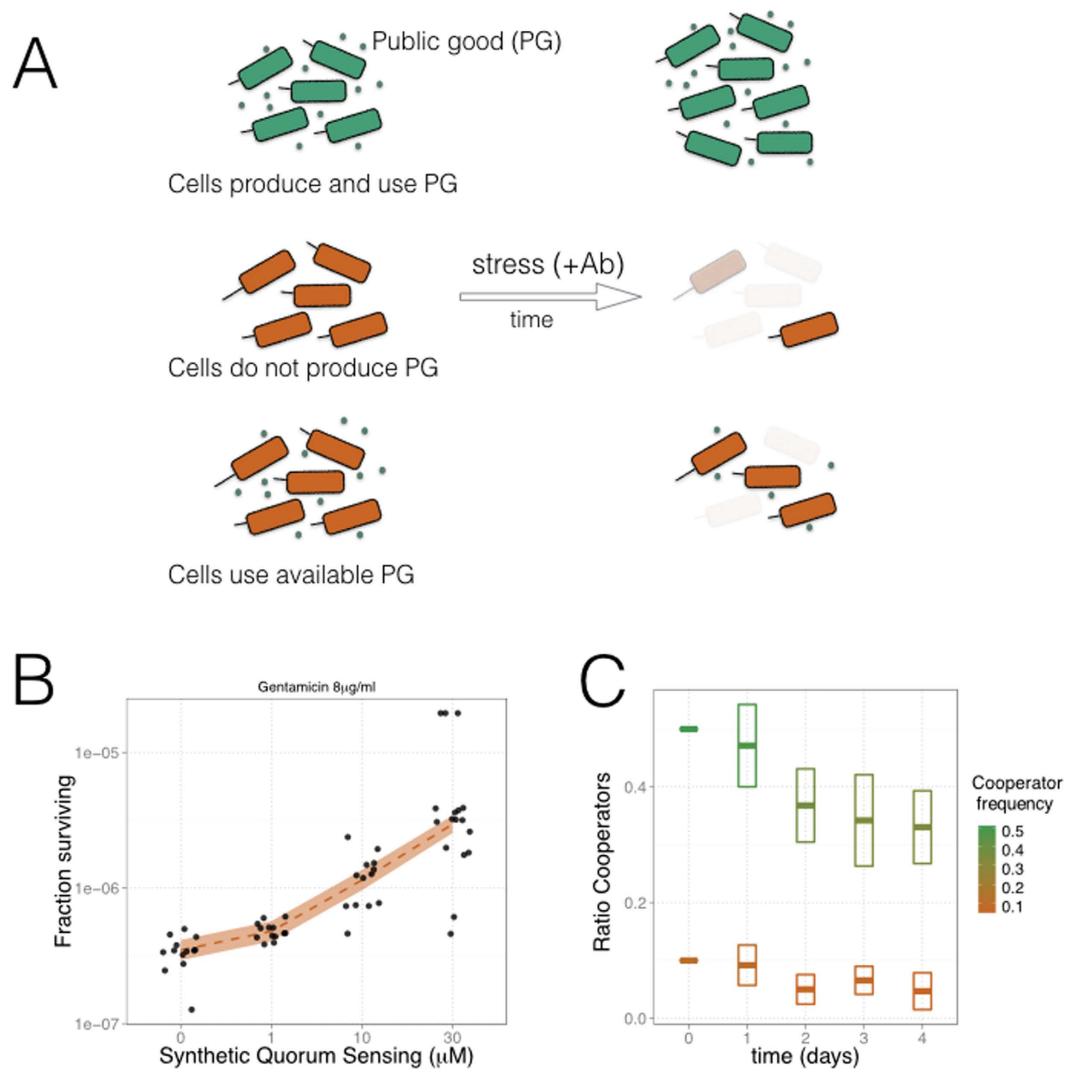 A
Public good (PG)
Cells produce and use PG
stress (+Ab)
time
Cells do not produce PG
Cells use available PG
B
Gentamicin 8μg/ml
Fraction surviving
1e−05
1e−06
1e−07
0 1 10 30
Synthetic Quorum Sensing (μM)
C
Ratio Cooperators
0.4
0.2
0.0
0 1 2 3 4
time (days)
Cooperator
frequency
0.5
0.4
0.3
0.2
0.1